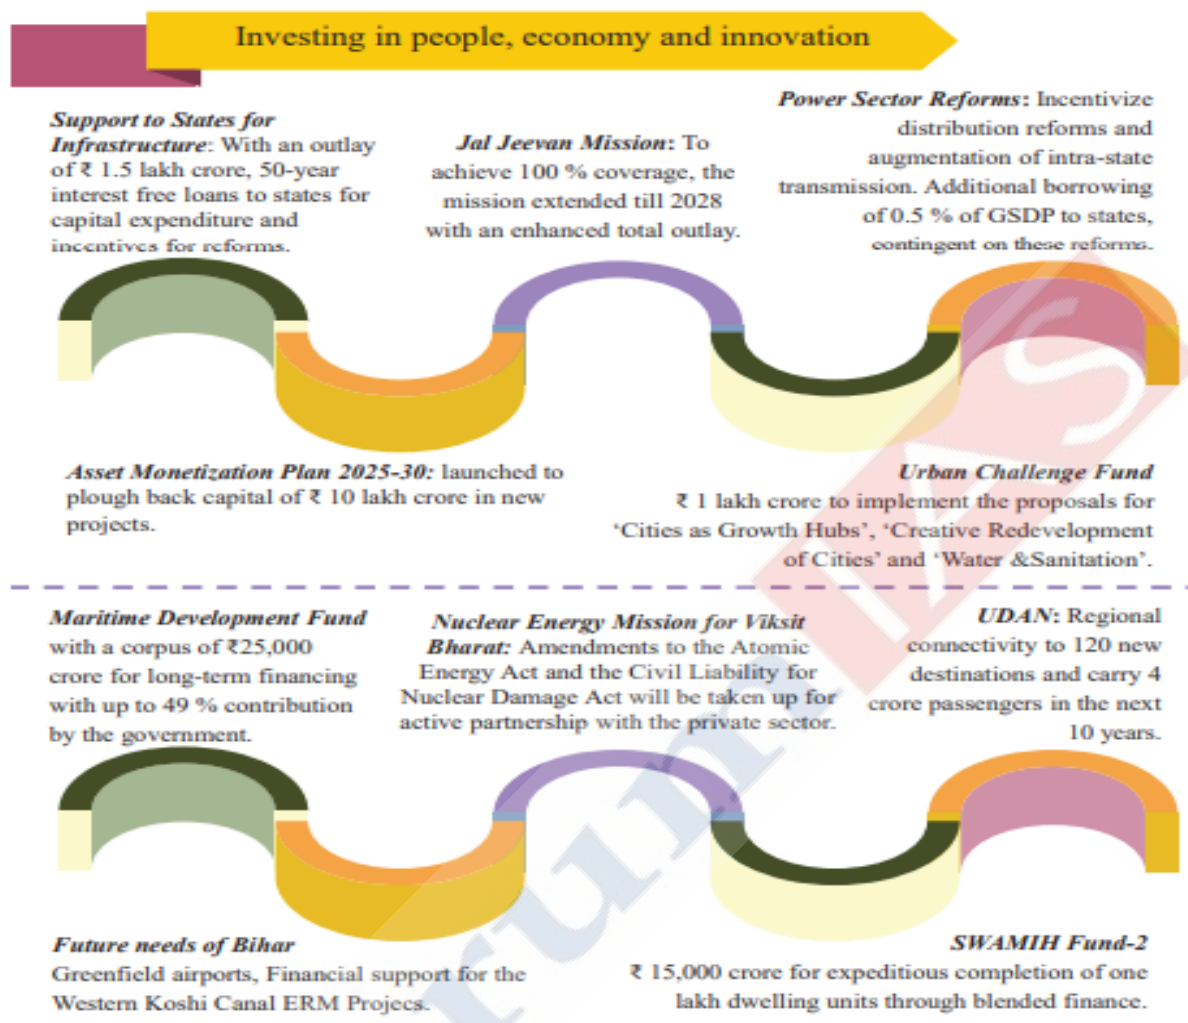 Investing in people, economy and innovation
Support to States for
Infrastructure: With an outlay
of ₹ 1.5 lakh crore, 50-year
interest free loans to states for
capital expenditure and
incentives for reforms.
Jal Jeevan Mission: To
achieve 100 % coverage, the
mission extended till 2028
with an enhanced total outlay.
Power Sector Reforms: Incentivize
distribution reforms and
augmentation of intra-state
transmission. Additional borrowing
of 0.5 % of GSDP to states,
contingent on these reforms.
Asset Monetization Plan 2025-30: launched to
plough back capital of ₹ 10 lakh crore in new
projects.
Urban Challenge Fund
₹ 1 lakh crore to implement the proposals for
‘Cities as Growth Hubs’, ‘Creative Redevelopment
of Cities’ and ‘Water &Sanitation’.
Maritime Development Fund
with a corpus of ₹25,000
crore for long-term financing
with up to 49 % contribution
by the government.
Nuclear Energy Mission for Viksit
Bharat: Amendments to the Atomic
Energy Act and the Civil Liability for
Nuclear Damage Act will be taken up for
active partnership with the private sector.
UDAN: Regional
connectivity to 120 new
destinations and carry 4
crore passengers in the next
10 years.
Future needs of Bihar
Greenfield airports, Financial support for the
Western Koshi Canal ERM Projecs.
SWAMIH Fund-2
₹ 15,000 crore for expeditious completion of one
lakh dwelling units through blended finance.
rum IAS